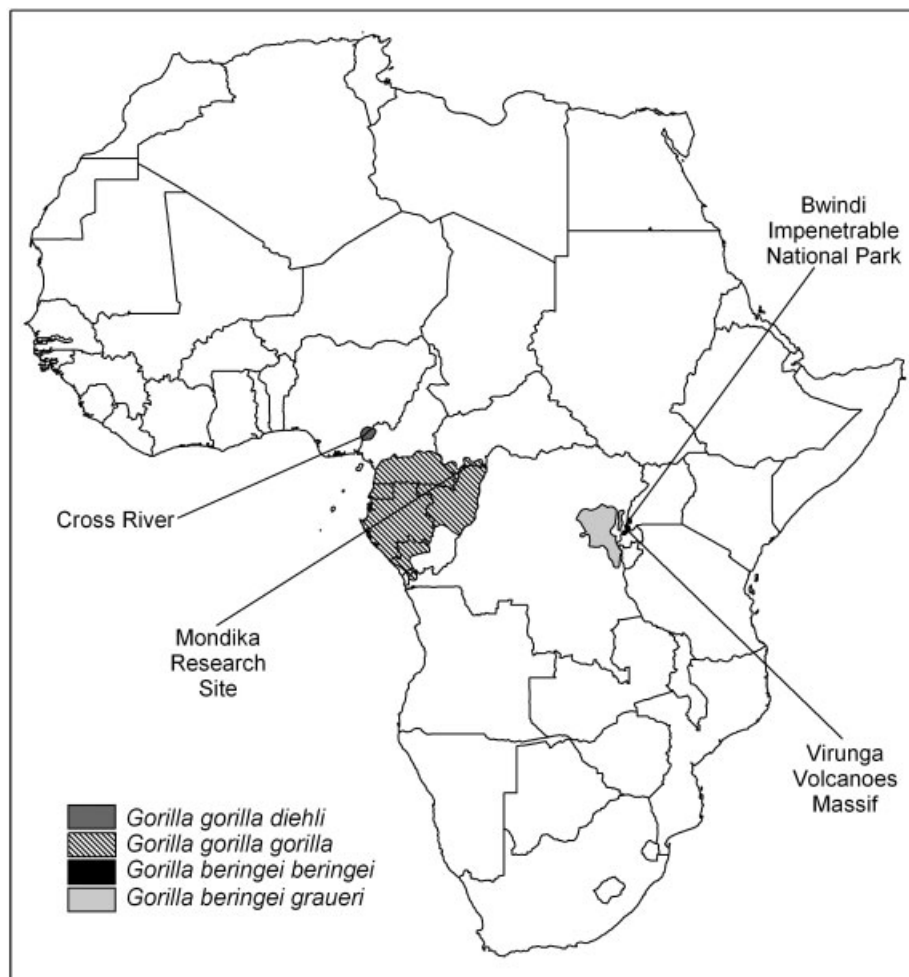 Bwindi
Impenetrable
National Park
Cross River
Mondika
Research
Site
Virunga
Volcanoes
Massif
Gorilla gorilla diehli
Gorilla gorilla gorilla
Gorilla beringei beringei
Gorilla beringei graueri